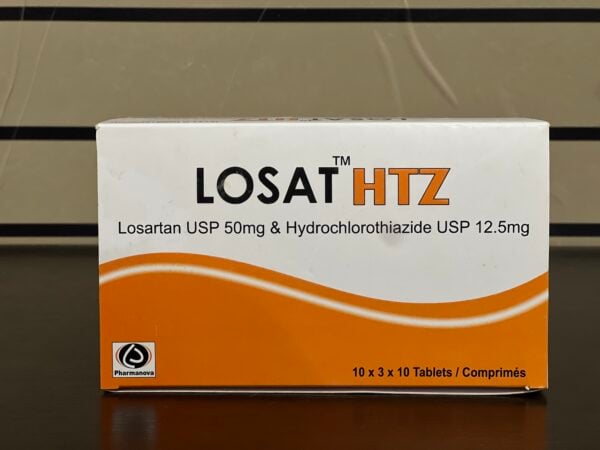 LOSAT™ HTZ
Losartan USP 50mg & Hydrochlorothiazide USP 12.5mg
Pharmanova
10 x 3 x 10 Tablets / Comprimés